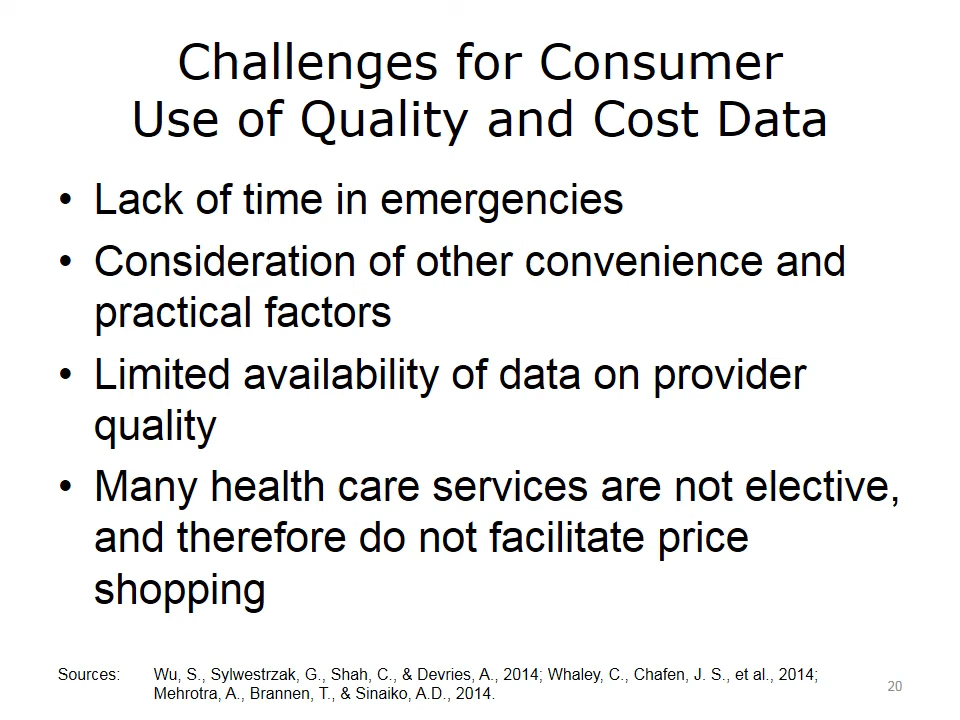 Challenges for Consumer
Use of Quality and Cost Data
• Lack of time in emergencies
• Consideration of other convenience and
practical factors
• Limited availability of data on provider
quality
• Many health care services are not elective,
and therefore do not facilitate price
shopping
Sources: Wu, S., Sylwestrzak, G., Shah, C., & Devries, A., 2014; Whaley, C., Chafen, J. S., et al., 2014;
Mehrotra, A., Brannen, T., & Sinaiko, A.D., 2014.
20